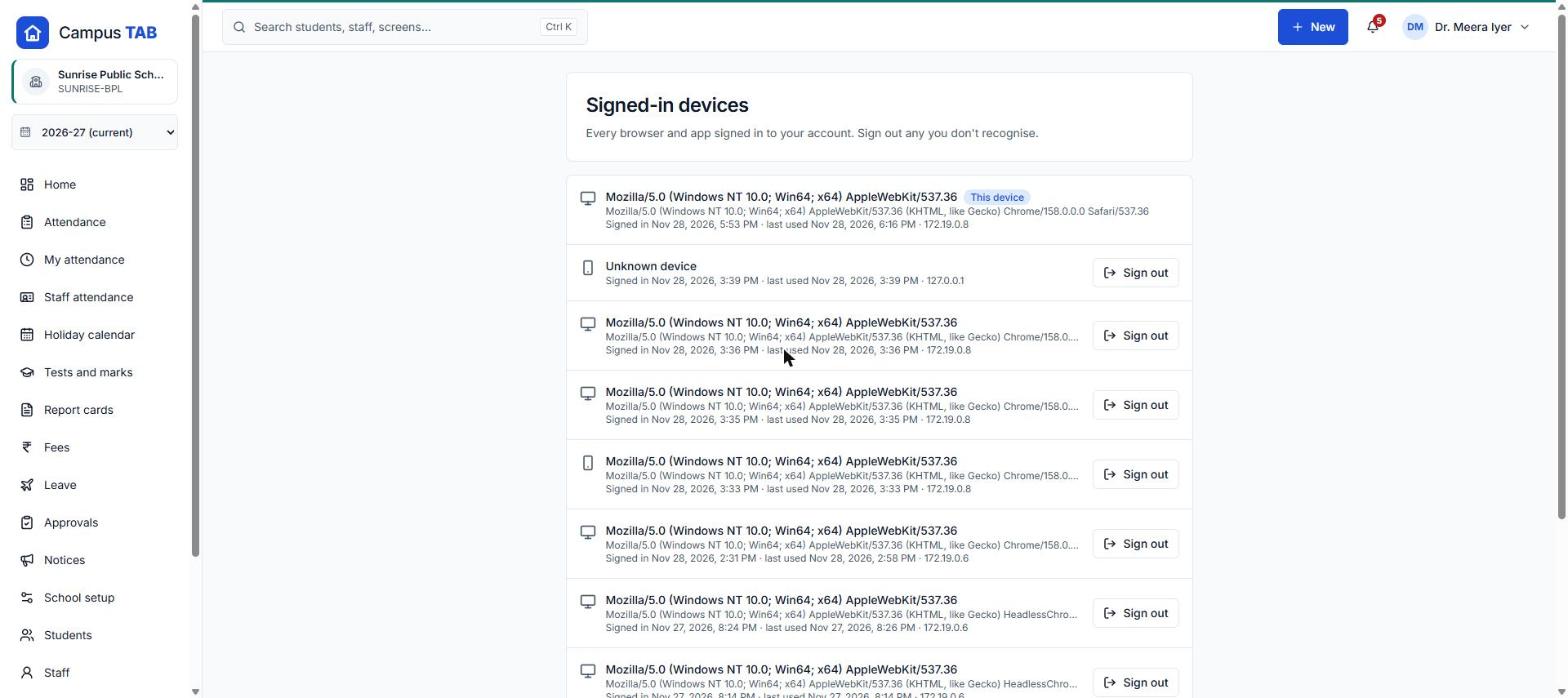 Campus TAB
Sunrise Public Sch...
SUNRISE-BPL
2026-27 (current)
Home
Attendance
My attendance
Staff attendance
Holiday calendar
Tests and marks
Report cards
Fees
Leave
Approvals
Notices
School setup
Students
Staff
Search students, staff, screens...
Ctrl K
+ New
5
DM
Dr. Meera Iyer
Signed-in devices
Every browser and app signed in to your account. Sign out any you don't recognise.
Mozilla/5.0 (Windows NT 10.0; Win64; x64) AppleWebKit/537.36 This device
Mozilla/5.0 (Windows NT 10.0; Win64; x64) AppleWebKit/537.36 (KHTML, like Gecko) Chrome/158.0.0.0 Safari/537.36
Signed in Nov 28, 2026, 5:53 PM · last used Nov 28, 2026, 6:16 PM · 172.19.0.8
Unknown device
Signed in Nov 28, 2026, 3:39 PM · last used Nov 28, 2026, 3:39 PM · 127.0.0.1
Sign out
Mozilla/5.0 (Windows NT 10.0; Win64; x64) AppleWebKit/537.36
Mozilla/5.0 (Windows NT 10.0; Win64; x64) AppleWebKit/537.36 (KHTML, like Gecko) Chrome/158.0....
Signed in Nov 28, 2026, 3:36 PM · last used Nov 28, 2026, 3:36 PM · 172.19.0.8
Sign out
Mozilla/5.0 (Windows NT 10.0; Win64; x64) AppleWebKit/537.36
Mozilla/5.0 (Windows NT 10.0; Win64; x64) AppleWebKit/537.36 (KHTML, like Gecko) Chrome/158.0....
Signed in Nov 28, 2026, 3:35 PM · last used Nov 28, 2026, 3:35 PM · 172.19.0.8
Sign out
Mozilla/5.0 (Windows NT 10.0; Win64; x64) AppleWebKit/537.36
Mozilla/5.0 (Windows NT 10.0; Win64; x64) AppleWebKit/537.36 (KHTML, like Gecko) Chrome/158.0....
Signed in Nov 28, 2026, 3:33 PM · last used Nov 28, 2026, 3:33 PM · 172.19.0.8
Sign out
Mozilla/5.0 (Windows NT 10.0; Win64; x64) AppleWebKit/537.36
Mozilla/5.0 (Windows NT 10.0; Win64; x64) AppleWebKit/537.36 (KHTML, like Gecko) Chrome/158.0....
Signed in Nov 28, 2026, 2:31 PM · last used Nov 28, 2026, 2:58 PM · 172.19.0.6
Sign out
Mozilla/5.0 (Windows NT 10.0; Win64; x64) AppleWebKit/537.36
Mozilla/5.0 (Windows NT 10.0; Win64; x64) AppleWebKit/537.36 (KHTML, like Gecko) HeadlessChro...
Signed in Nov 27, 2026, 8:24 PM · last used Nov 27, 2026, 8:26 PM · 172.19.0.6
Sign out
Mozilla/5.0 (Windows NT 10.0; Win64; x64) AppleWebKit/537.36
Mozilla/5.0 (Windows NT 10.0; Win64; x64) AppleWebKit/537.36 (KHTML, like Gecko) HeadlessChro...
Signed in Nov 27, 2026, 8:14 PM · last used Nov 27, 2026, 8:14 PM · 172.19.0.6
Sign out